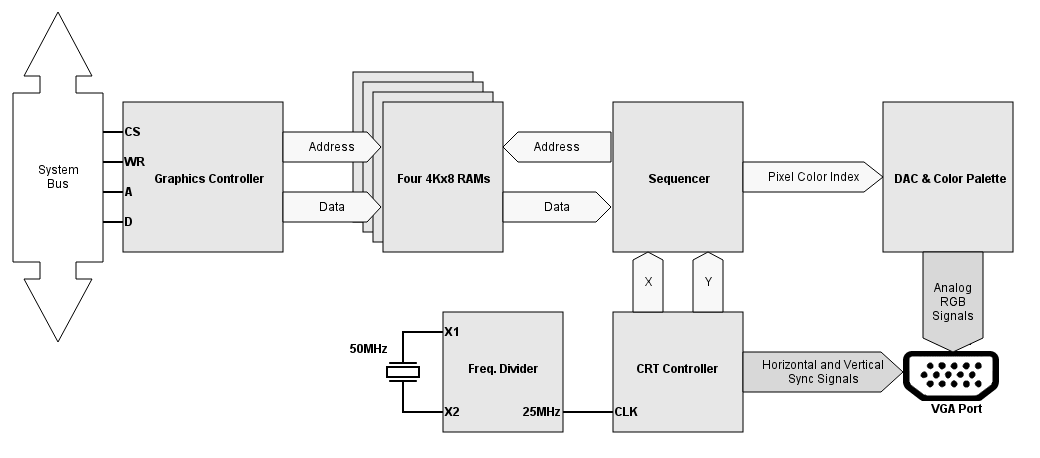 System
Bus
CS
WR
A
D
Graphics Controller
Address
Data
Four 4Kx8 RAMs
Address
Data
Sequencer
Pixel Color Index
DAC & Color Palette
X
Y
Analog
RGB
Signals
50MHz
X1
X2
Freq. Divider
25MHz
CLK
CRT Controller
Horizontal and Vertical
Sync Signals
VGA Port